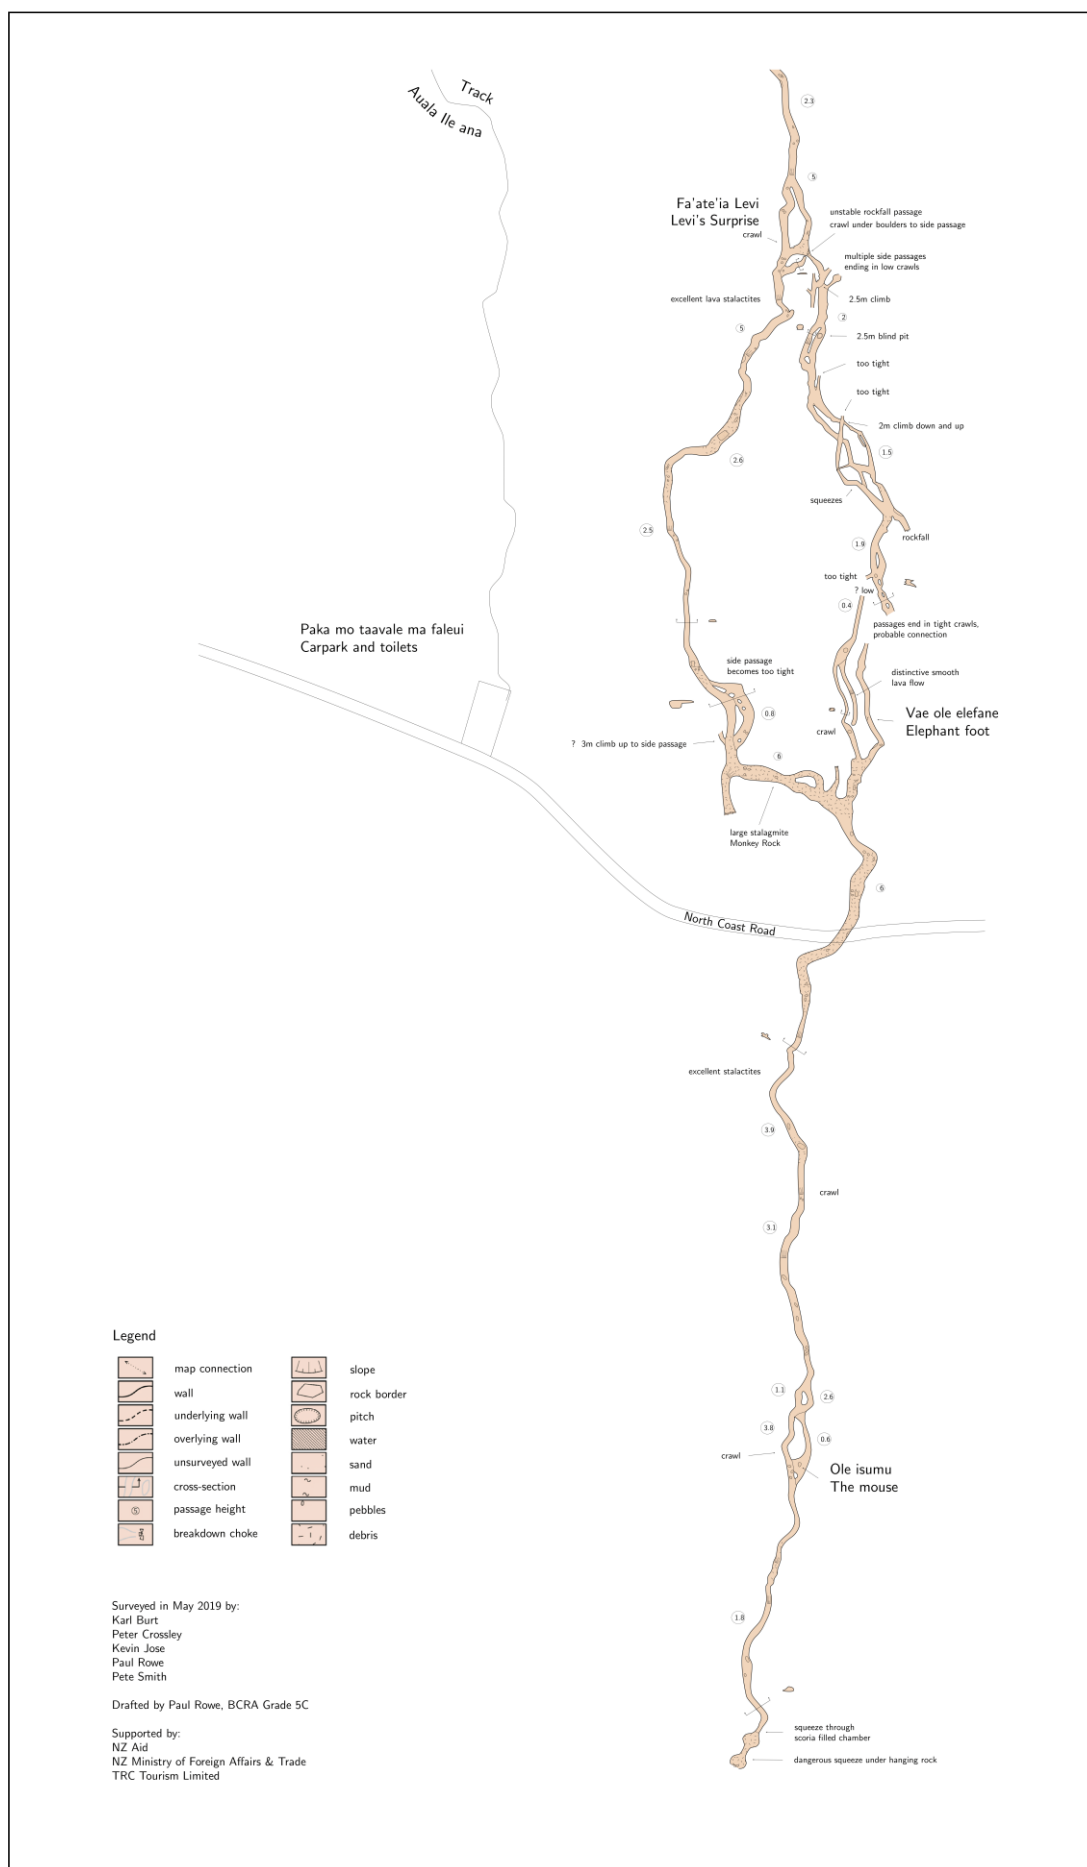 Track
Auala Ile ana
2.3
5
Fa'ate'ia Levi
Levi's Surprise
crawl
unstable rockfall passage
crawl under boulders to side passage
multiple side passages
ending in low crawls
excellent lava stalactites
2.5m climb
2
5
2.5m blind pit
too tight
too tight
2m climb down and up
1.5
2.6
squeezes
2.5
rockfall
1.9
too tight
? low
0.4
passages end in tight crawls,
probable connection
Paka mo taavale ma faleui
Carpark and toilets
side passage
becomes too tight
distinctive smooth
lava flow
0.8
Vae ole elefane
Elephant foot
crawl
? 3m climb up to side passage
6
large stalagmite
Monkey Rock
6
North Coast Road
excellent stalactites
3.9
crawl
3.1
1.1
2.6
3.8
0.6
crawl
Ole isumu
The mouse
1.8
squeeze through
scoria filled chamber
dangerous squeeze under hanging rock
Legend
map connection
wall
underlying wall
overlying wall
unsurveyed wall
cross-section
5
passage height
breakdown choke
slope
rock border
pitch
water
sand
mud
pebbles
debris
Surveyed in May 2019 by:
Karl Burt
Peter Crossley
Kevin Jose
Paul Rowe
Pete Smith
Drafted by Paul Rowe, BCRA Grade 5C
Supported by:
NZ Aid
NZ Ministry of Foreign Affairs & Trade
TRC Tourism Limited